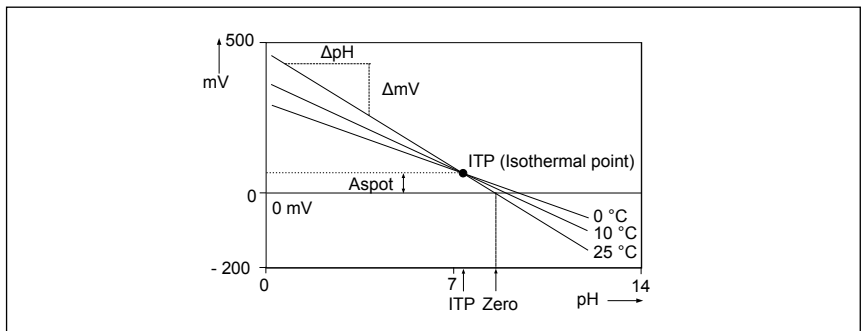 500
mV
ΔpH
ΔmV
ITP (Isothermal point)
Aspot
0
0 mV
0 °C
10 °C
25 °C
- 200
0
7
14
ITP Zero
pH